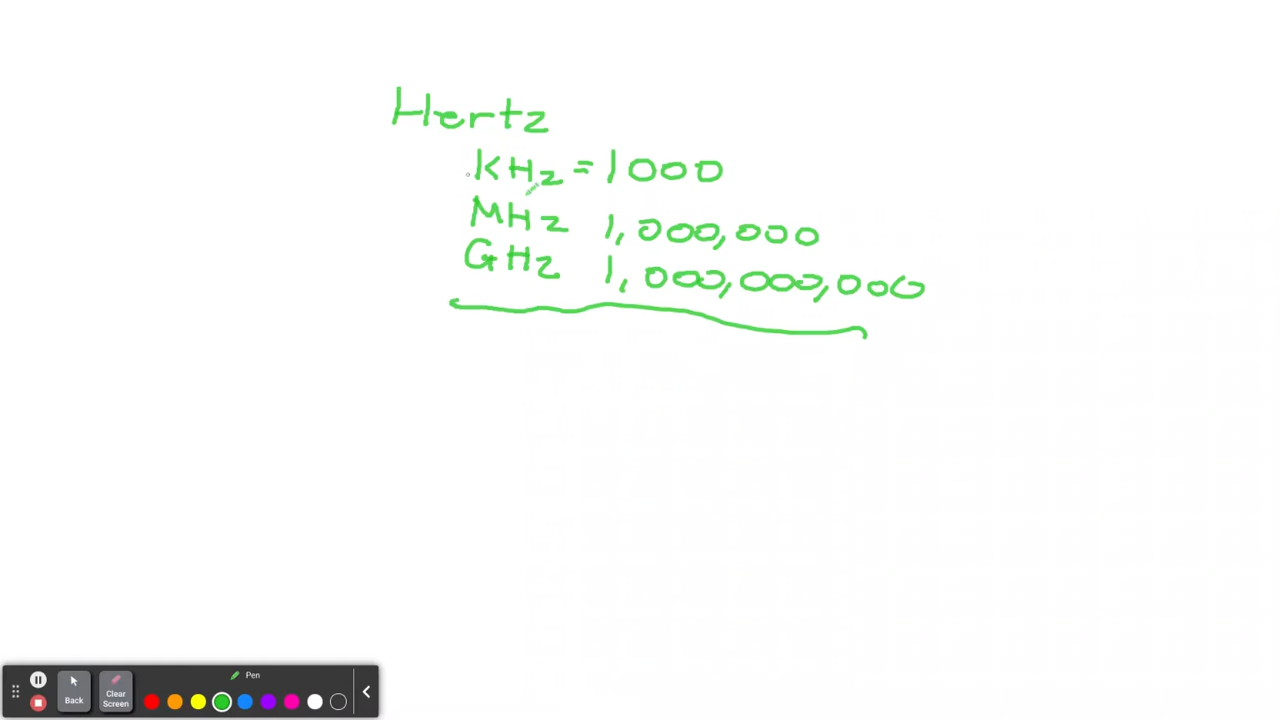 Hertz
KHz = 1000
MHz 1,000,000
GHz 1,000,000,000
Pen
Back
Clear
Screen